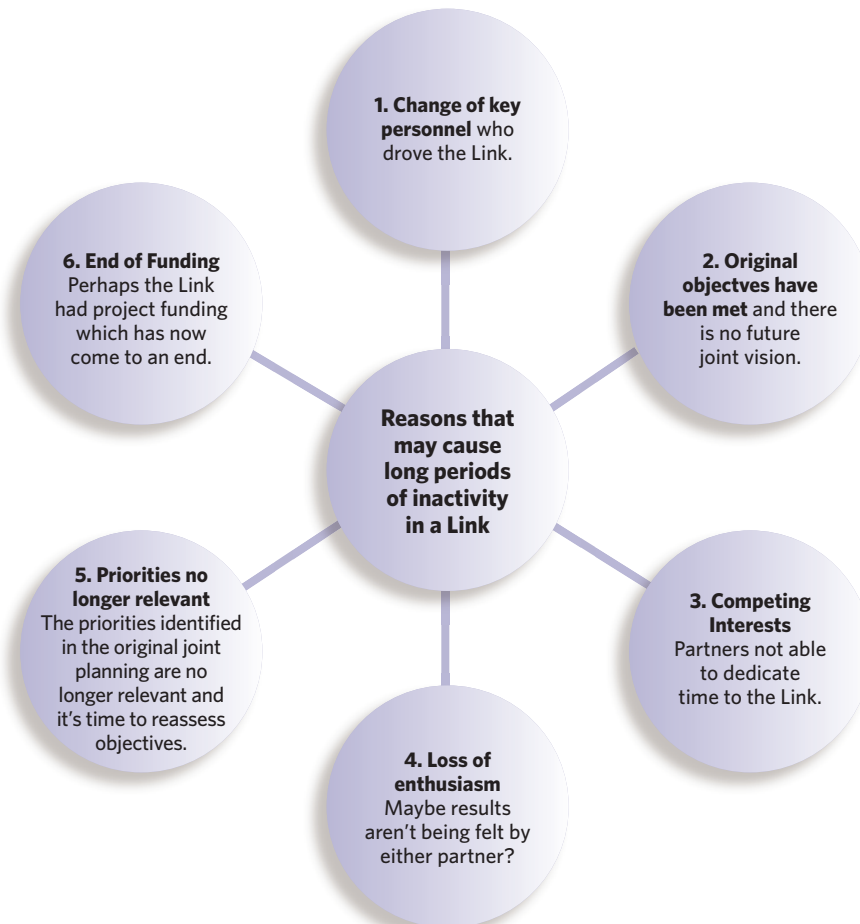 1. Change of key
personnel who
drove the Link.
2. Original
objectves have
been met and there
is no future
joint vision.
3. Competing
Interests
Partners not able
to dedicate
time to the Link.
4. Loss of
enthusiasm
Maybe results
aren't being felt by
either partner?
5. Priorities no
longer relevant
The priorities identified
in the original joint
planning are no
longer relevant and
it's time to reassess
objectives.
6. End of Funding
Perhaps the Link
had project funding
which has now
come to an end.
Reasons that
may cause
long periods
of inactivity
in a Link